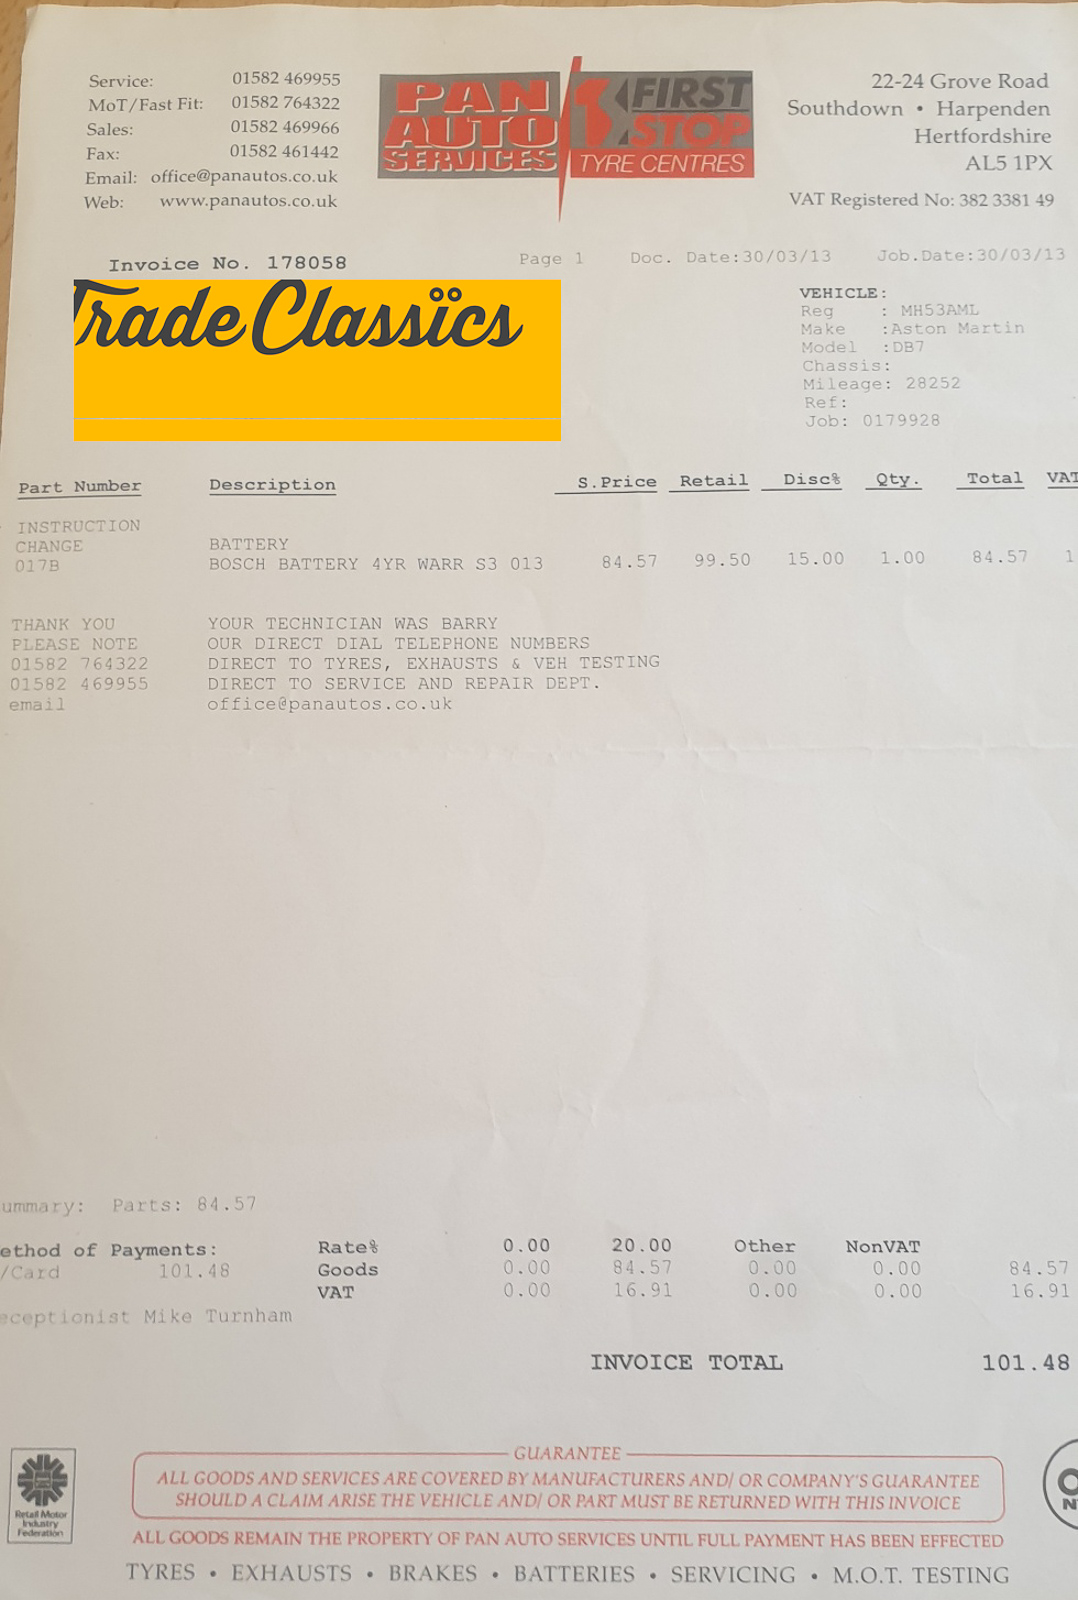 Service: 01582 469955
MoT/Fast Fit: 01582 764322
Sales: 01582 469966
Fax: 01582 461442
Email: office@panautos.co.uk
Web: www.panautos.co.uk
PAN AUTO SERVICES
FIRST STOP
TYRE CENTRES
22-24 Grove Road
Southdown • Harpenden
Hertfordshire
AL5 1PX
VAT Registered No: 382 3381 49
Invoice No. 178058 Page 1 Doc. Date:30/03/13 Job.Date:30/03/13
Trade Classics
VEHICLE:
Reg : MH53AML
Make :Aston Martin
Model :DB7
Chassis:
Mileage: 28252
Ref:
Job: 0179928
Part Number Description S.Price Retail Disc% Qty. Total VAT
INSTRUCTION
CHANGE BATTERY
017B BOSCH BATTERY 4YR WARR S3 013 84.57 99.50 15.00 1.00 84.57 1
THANK YOU YOUR TECHNICIAN WAS BARRY
PLEASE NOTE OUR DIRECT DIAL TELEPHONE NUMBERS
01582 764322 DIRECT TO TYRES, EXHAUSTS & VEH TESTING
01582 469955 DIRECT TO SERVICE AND REPAIR DEPT.
email office@panautos.co.uk
ummary: Parts: 84.57
ethod of Payments: Rate% 0.00 20.00 Other NonVAT
/Card 101.48 Goods 0.00 84.57 0.00 0.00 84.57
VAT 0.00 16.91 0.00 0.00 16.91
eceptionist Mike Turnham
INVOICE TOTAL 101.48
GUARANTEE
ALL GOODS AND SERVICES ARE COVERED BY MANUFACTURERS AND/ OR COMPANY'S GUARANTEE
SHOULD A CLAIM ARISE THE VEHICLE AND/ OR PART MUST BE RETURNED WITH THIS INVOICE
Retail Motor
Industry
Federation
ALL GOODS REMAIN THE PROPERTY OF PAN AUTO SERVICES UNTIL FULL PAYMENT HAS BEEN EFFECTED
TYRES • EXHAUSTS • BRAKES • BATTERIES • SERVICING • M.O.T. TESTING